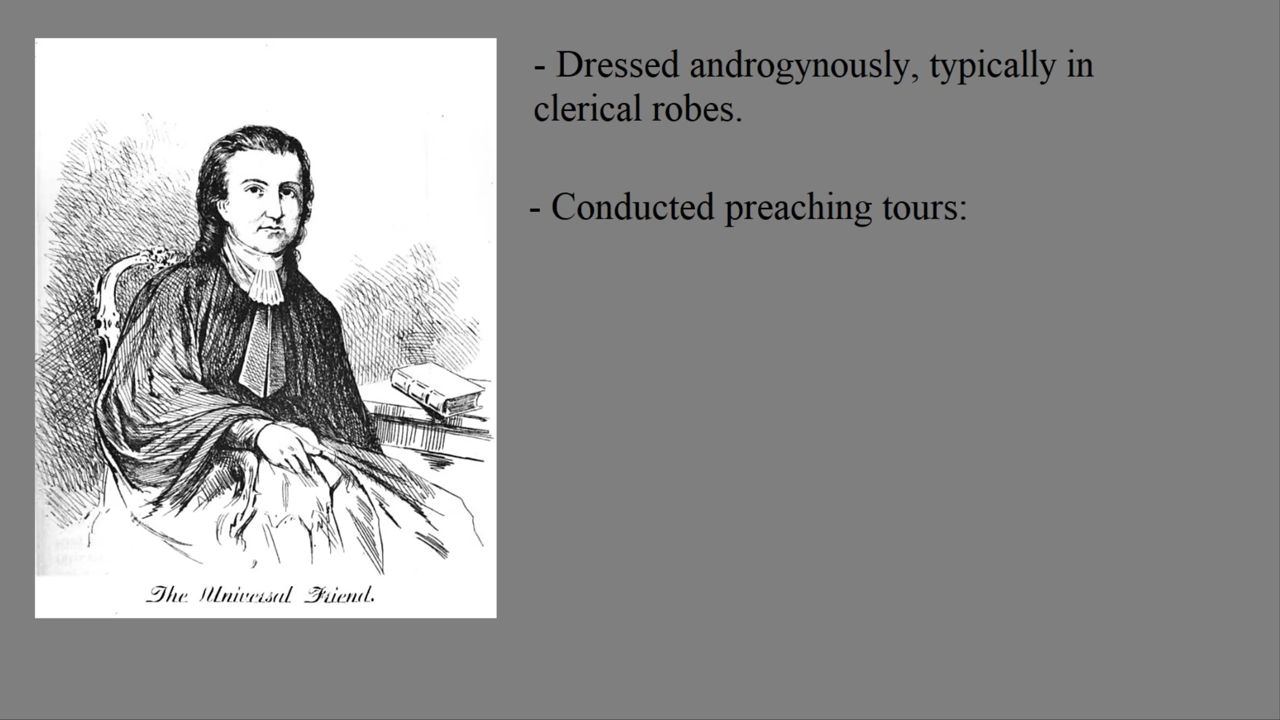 - Dressed androgynously, typically in
clerical robes.
- Conducted preaching tours:
The Universal Friend.